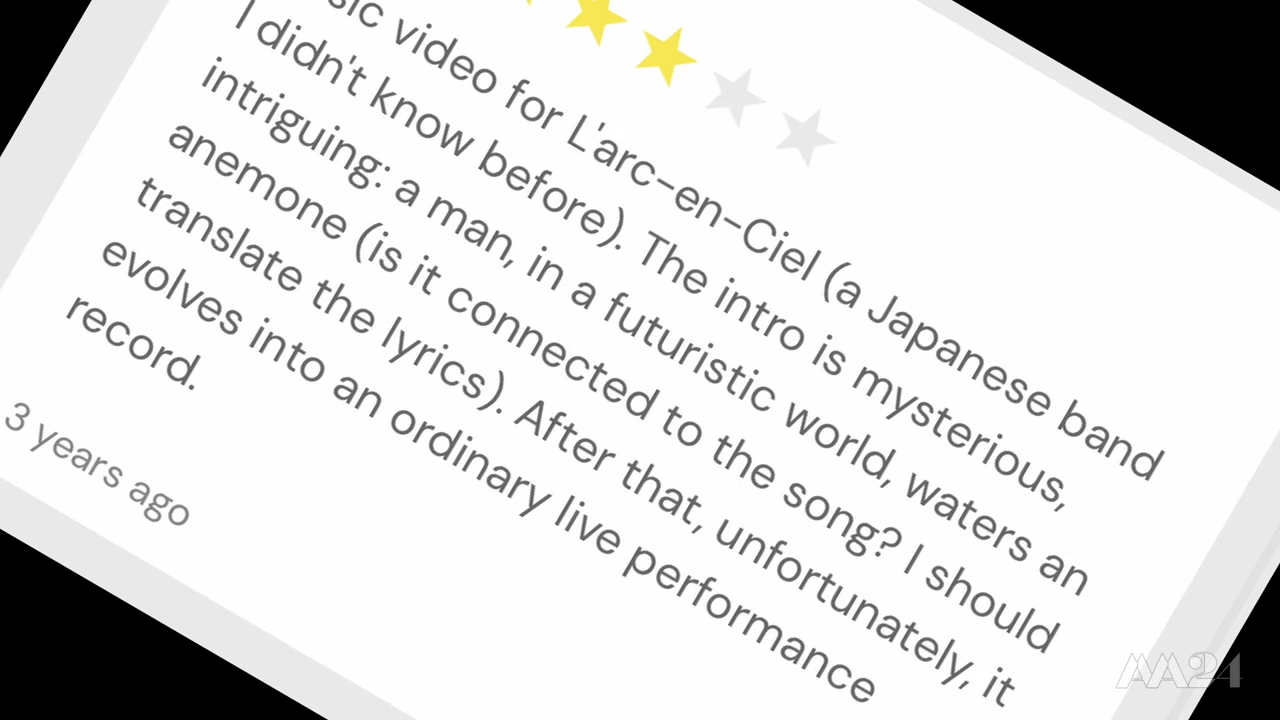 video for L'arc-en-Ciel (a Japanese band
I didn't know before). The intro is mysterious,
intriguing: a man, in a futuristic world, waters an
anemone (is it connected to the song? I should
translate the lyrics). After that, unfortunately, it
evolves into an ordinary live performance
record.
3 years ago
MA24